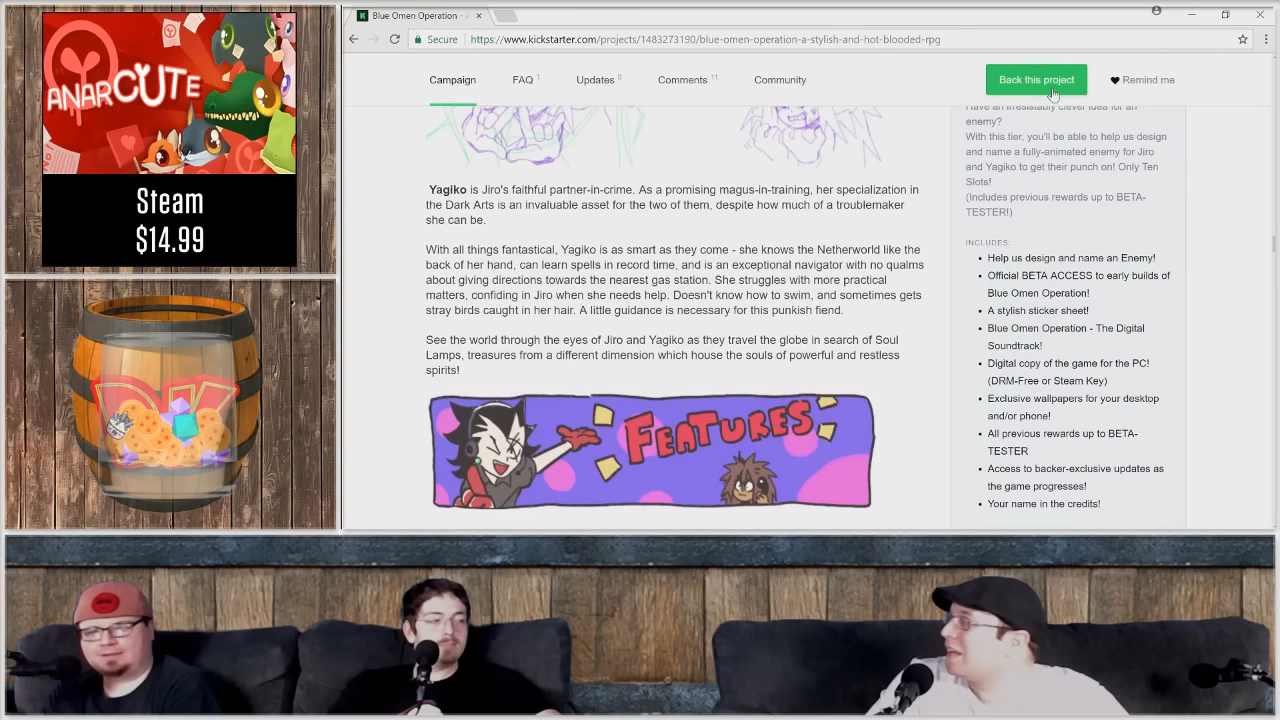 ANARCUTE
Steam
$14.99
Blue Omen Operation -
Secure
https://www.kickstarter.com/projects/1483273190/blue-omen-operation-a-stylish-and-hot-blooded-rpg
Campaign FAQ 1 Updates 0 Comments 11 Community
Back this project
Remind me
Yagiko is Jiro's faithful partner-in-crime. As a promising magus-in-training, her specialization in
the Dark Arts is an invaluable asset for the two of them, despite how much of a troublemaker
she can be.
With all things fantastical, Yagiko is as smart as they come - she knows the Netherworld like the
back of her hand, can learn spells in record time, and is an exceptional navigator with no qualms
about giving directions towards the nearest gas station. She struggles with more practical
matters, confiding in Jiro when she needs help. Doesn't know how to swim, and sometimes gets
stray birds caught in her hair. A little guidance is necessary for this punkish fiend.
See the world through the eyes of Jiro and Yagiko as they travel the globe in search of Soul
Lamps, treasures from a different dimension which house the souls of powerful and restless
spirits!
FEATURES
Have an irresistably clever idea for an
enemy?
With this tier, you'll be able to help us design
and name a fully-animated enemy for Jiro
and Yagiko to get their punch on! Only Ten
Slots!
(Includes previous rewards up to BETA-
TESTER!)
INCLUDES:
Help us design and name an Enemy!
Official BETA ACCESS to early builds of
Blue Omen Operation!
A stylish sticker sheet!
Blue Omen Operation - The Digital
Soundtrack!
Digital copy of the game for the PC!
(DRM-Free or Steam Key)
Exclusive wallpapers for your desktop
and/or phone!
All previous rewards up to BETA-
TESTER
Access to backer-exclusive updates as
the game progresses!
Your name in the credits!